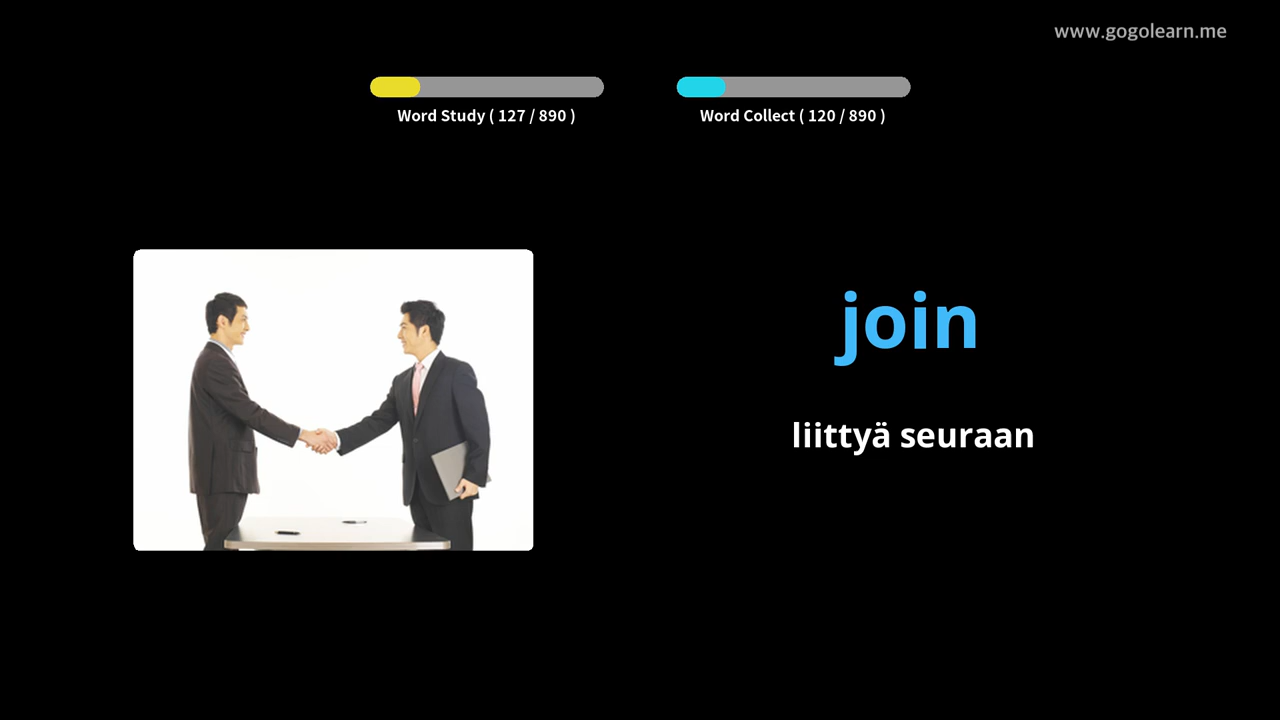 www.gogolearn.me
Word Study ( 127 / 890 )
Word Collect ( 120 / 890 )
join
liittyä seuraan